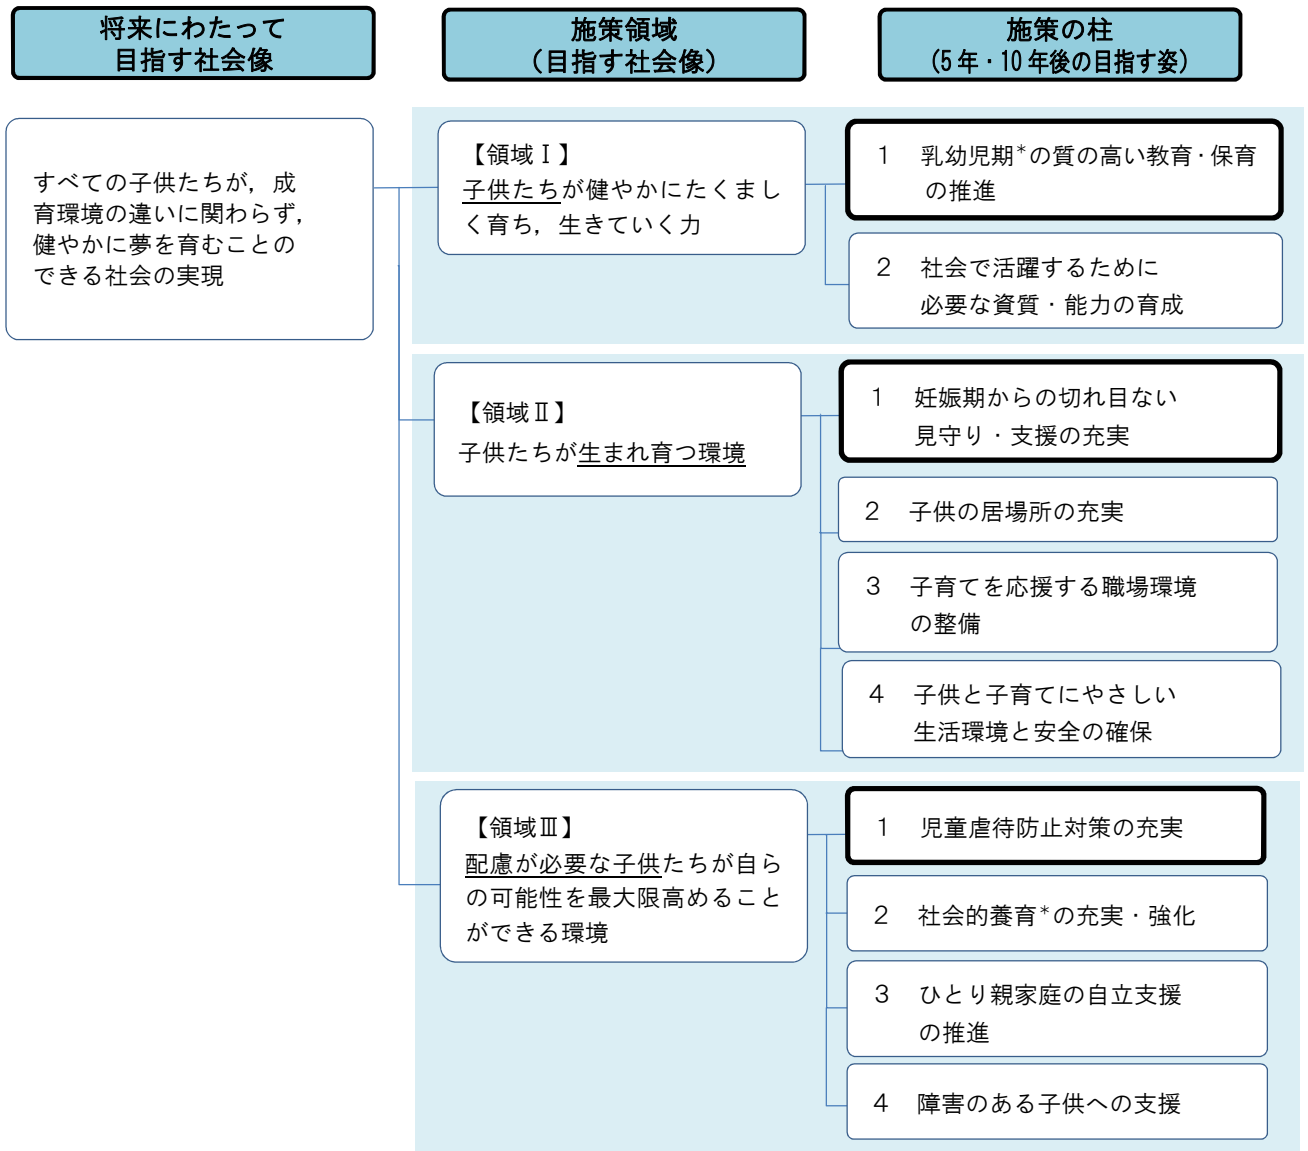 将来にわたって
目指す社会像
施策領域
（目指す社会像）
施策の柱
（5年・10年後の目指す姿）
すべての子供たちが，成
育環境の違いに関わらず，
健やかに夢を育むことの
できる社会の実現
【領域Ⅰ】
子供たちが健やかにたくまし
く育ち，生きていく力
1 乳幼児期*の質の高い教育･保育
の推進
2 社会で活躍するために
必要な資質・能力の育成
【領域Ⅱ】
子供たちが生まれ育つ環境
1 妊娠期からの切れ目ない
見守り・支援の充実
2 子供の居場所の充実
3 子育てを応援する職場環境
の整備
4 子供と子育てにやさしい
生活環境と安全の確保
【領域Ⅲ】
配慮が必要な子供たちが自ら
の可能性を最大限高めること
ができる環境
1 児童虐待防止対策の充実
2 社会的養育*の充実・強化
3 ひとり親家庭の自立支援
の推進
4 障害のある子供への支援